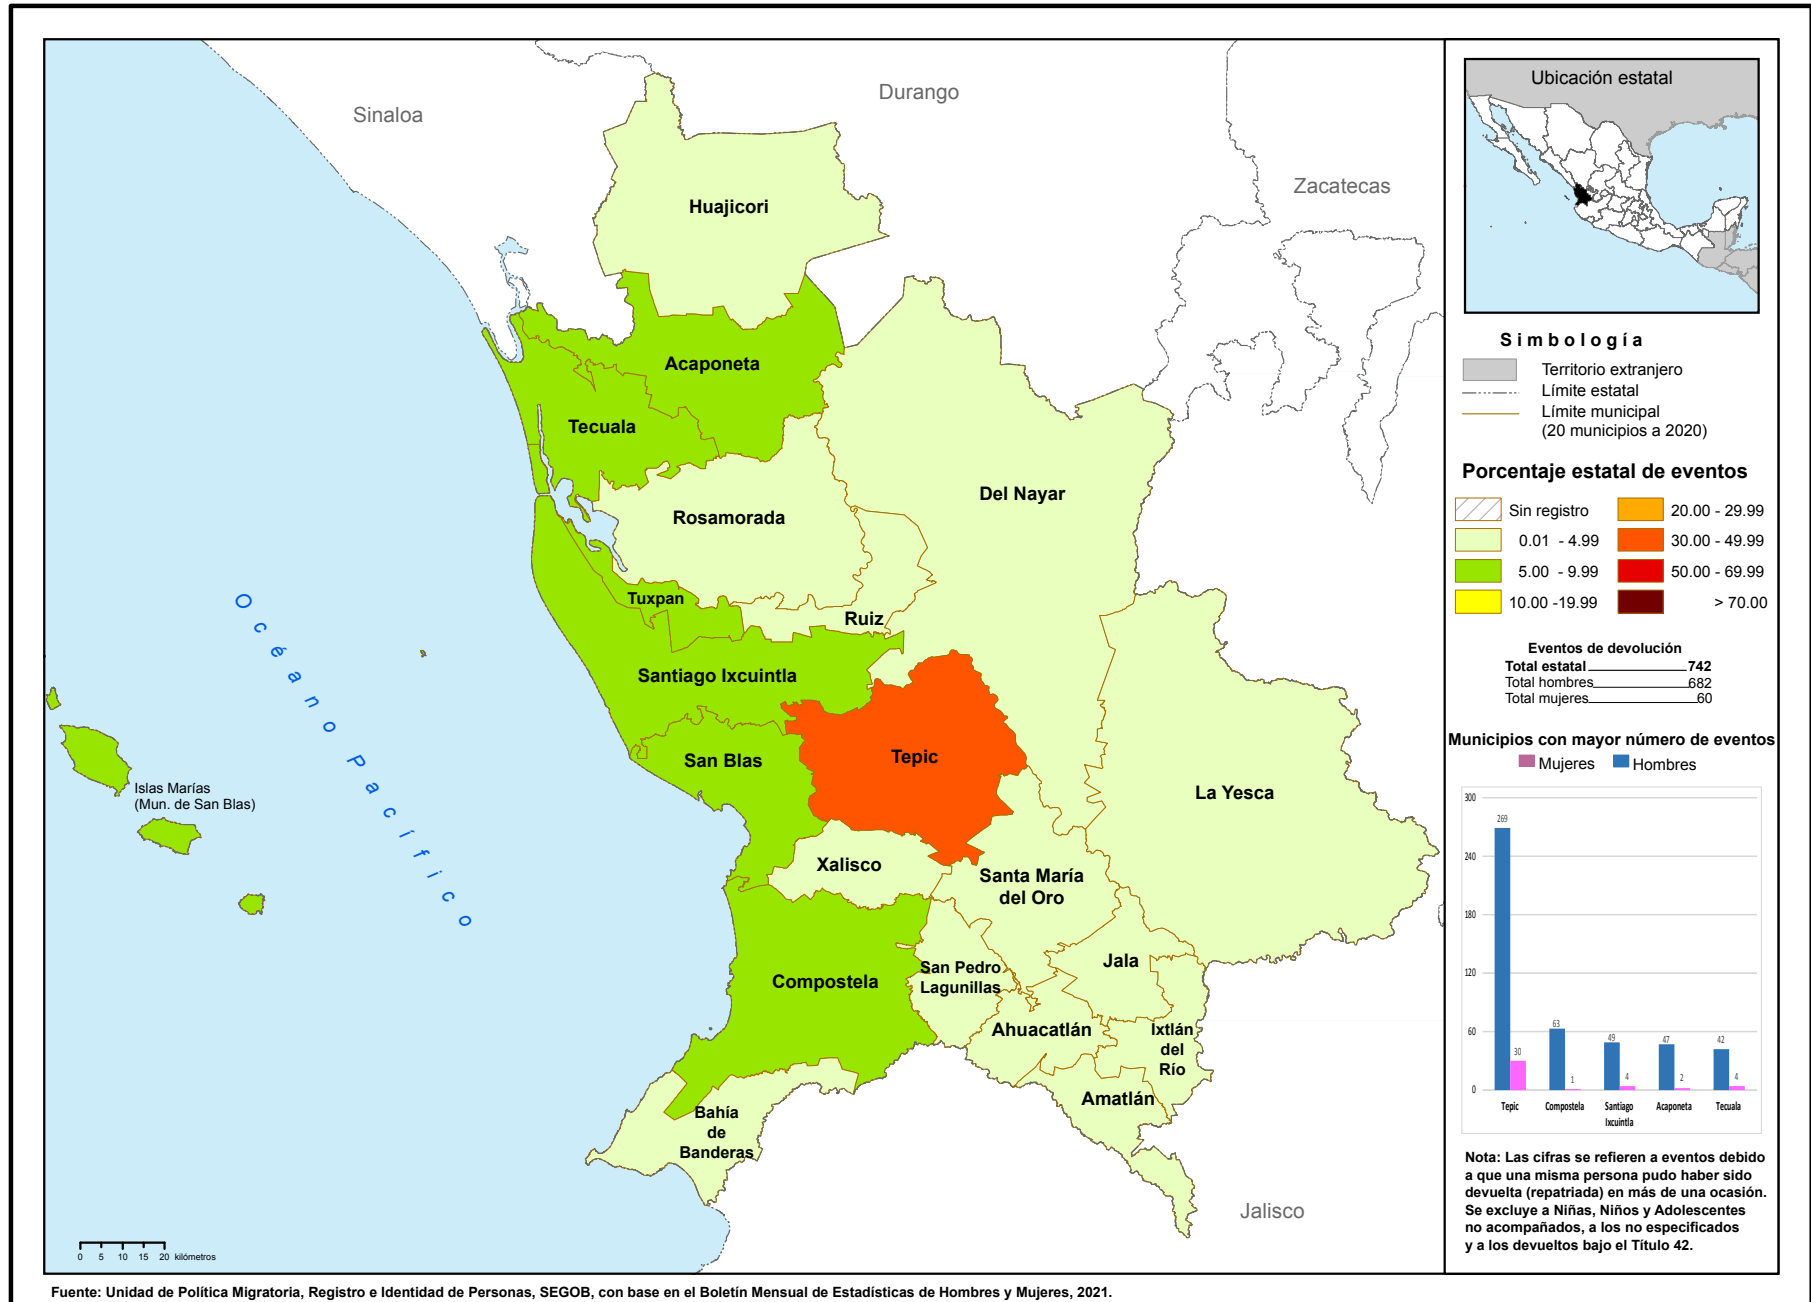 Sinaloa
Durango
Zacatecas
Jalisco
Huajicori
Acaponeta
Tecuala
Rosamorada
Del Nayar
Tuxpan
Ruiz
Santiago Ixcuintla
San Blas
Tepic
La Yesca
Xalisco
Santa María
del Oro
Compostela
San Pedro
Lagunillas
Jala
Ahuacatlán
Ixtlán
del
Río
Amatlán
Bahía
de
Banderas
Islas Marías
(Mun. de San Blas)
Océano Pacífico
0 5 10 15 20 kilómetros
Ubicación estatal
Simbología
Territorio extranjero
Límite estatal
Límite municipal
(20 municipios a 2020)
Porcentaje estatal de eventos
Sin registro
0.01 - 4.99
5.00 - 9.99
10.00 -19.99
20.00 - 29.99
30.00 - 49.99
50.00 - 69.99
> 70.00
Eventos de devolución
Total estatal 742
Total hombres 682
Total mujeres 60
Municipios con mayor número de eventos
Mujeres Hombres
300
240
180
120
60
0
269 30
63 1
49 4
47 2
42 4
Tepic Compostela Santiago Acaponeta Tecuala
Ixcuintla
Nota: Las cifras se refieren a eventos debido
a que una misma persona pudo haber sido
devuelta (repatriada) en más de una ocasión.
Se excluye a Niñas, Niños y Adolescentes
no acompañados, a los no especificados
y a los devueltos bajo el Título 42.
Fuente: Unidad de Política Migratoria, Registro e Identidad de Personas, SEGOB, con base en el Boletín Mensual de Estadísticas de Hombres y Mujeres, 2021.